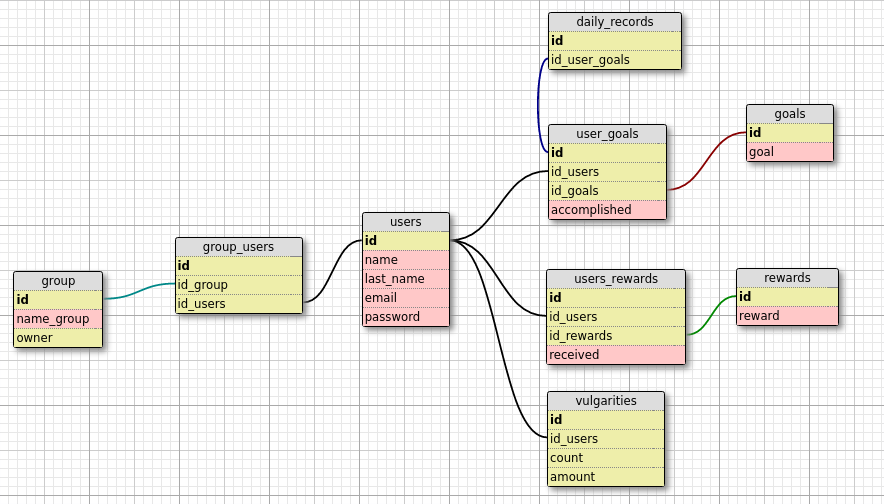 daily_records
id
id_user_goals
user_goals
id
id_users
id_goals
accomplished
goals
id
goal
users
id
name
last_name
email
password
group_users
id
id_group
id_users
group
id
name_group
owner
users_rewards
id
id_users
id_rewards
received
rewards
id
reward
vulgarities
id
id_users
count
amount